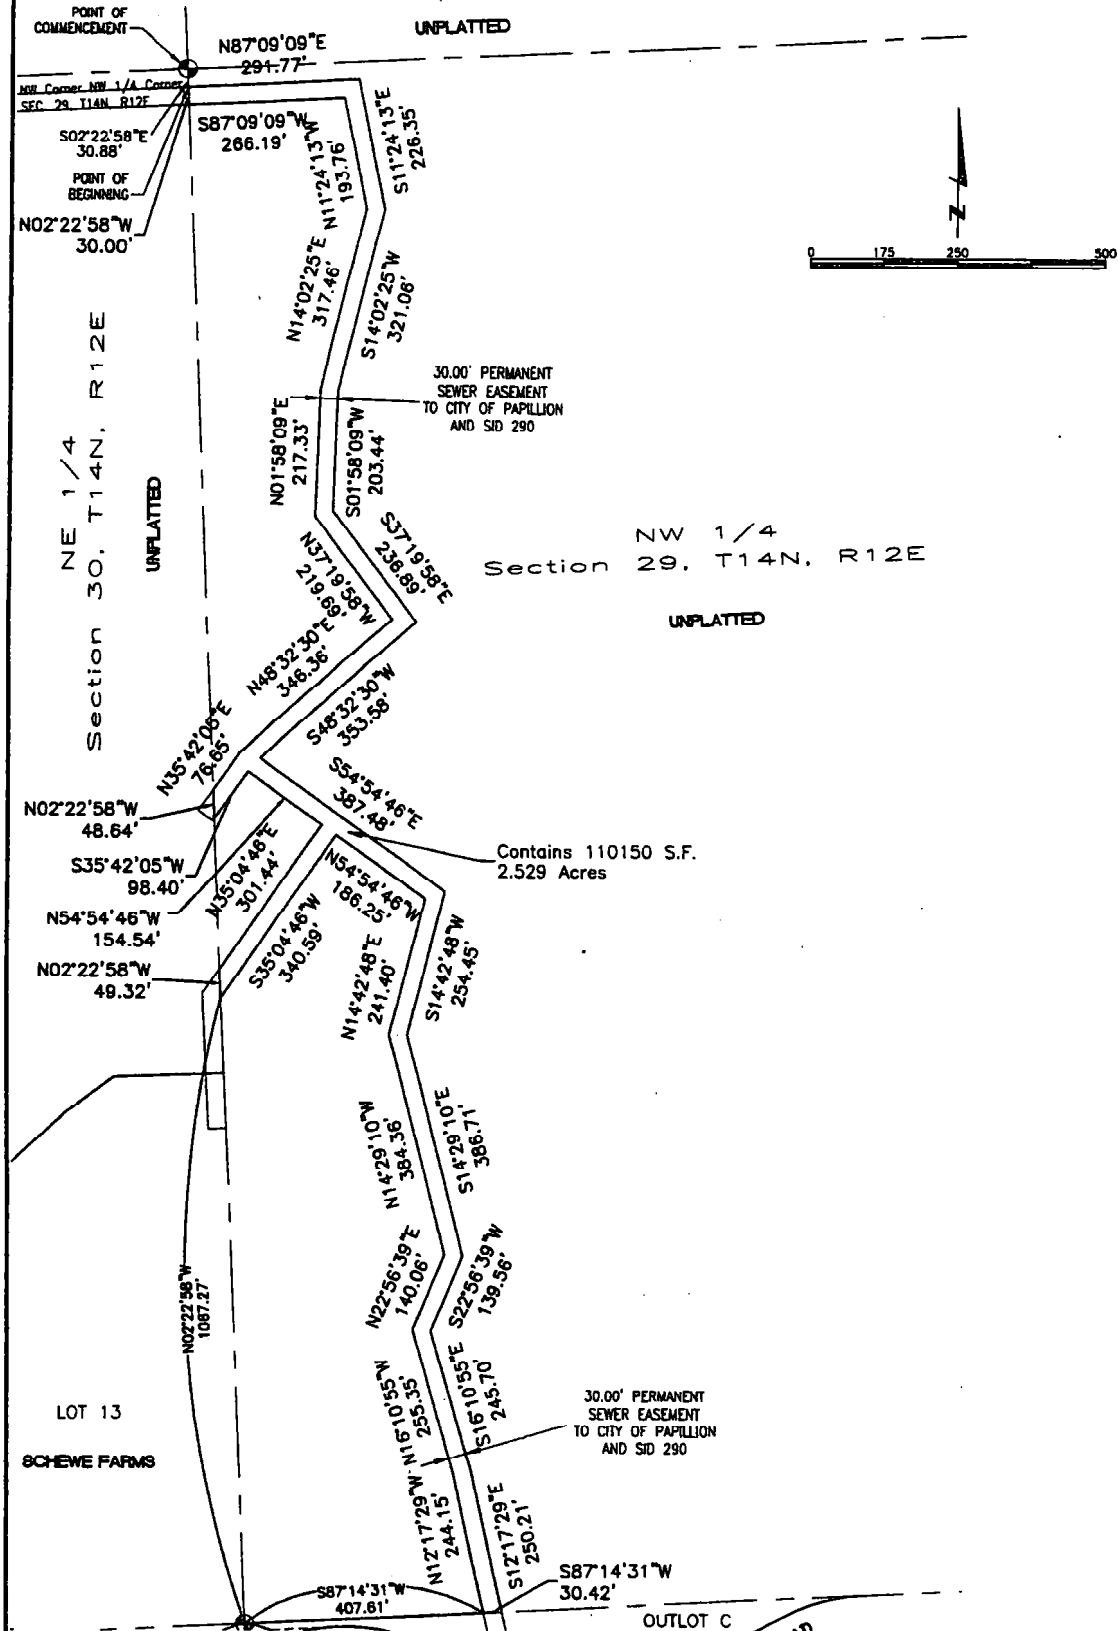 POINT OF
COMMENCEMENT
UNPLATTED
N87°09'09"E
291.77'
NW Corner NW 1/4 Corner
SEC. 29, T14N, R12E
S02°22'58"E
30.88'
S87°09'09"W
266.19'
POINT OF
BEGINNING
N02°22'58"W
30.00'
N11°24'13"W
193.76'
S11°24'13"E
226.35'
N
0 175 250 500
N14°02'25"E
317.46'
S14°02'25"W
321.06'
30.00' PERMANENT
SEWER EASEMENT
TO CITY OF PAPILLION
AND SID 290
NE 1/4
Section 30, T14N, R12E
UNPLATTED
N01°58'09"E
217.33'
S01°58'09"W
203.44'
NW 1/4
Section 29, T14N, R12E
UNPLATTED
N37°19'58"W
219.69'
S37°19'58"E
236.89'
N48°32'30"E
346.36'
S48°32'30"W
353.58'
N35°42'06"E
76.65'
N02°22'58"W
48.64'
S54°54'46"E
387.48'
S35°42'05"W
98.40'
Contains 110150 S.F.
2.529 Acres
N54°54'46"W
154.54'
N35°04'46"E
301.44'
N54°54'46"W
186.25'
N02°22'58"W
49.32'
S35°04'46"W
340.59'
N14°42'48"E
241.40'
S14°42'48"W
254.45'
N14°29'10"W
384.36'
S14°29'10"E
386.71'
N22°56'39"E
140.06'
S22°56'39"W
139.56'
N02°22'58"W
1087.27'
N16°10'55"W
255.35'
S16°10'55"E
245.70'
30.00' PERMANENT
SEWER EASEMENT
TO CITY OF PAPILLION
AND SID 290
LOT 13
SCHEWE FARMS
N12°17'29"W
244.15'
S12°17'29"E
250.21'
S87°14'31"W
407.61'
S87°14'31"W
30.42'
OUTLOT C